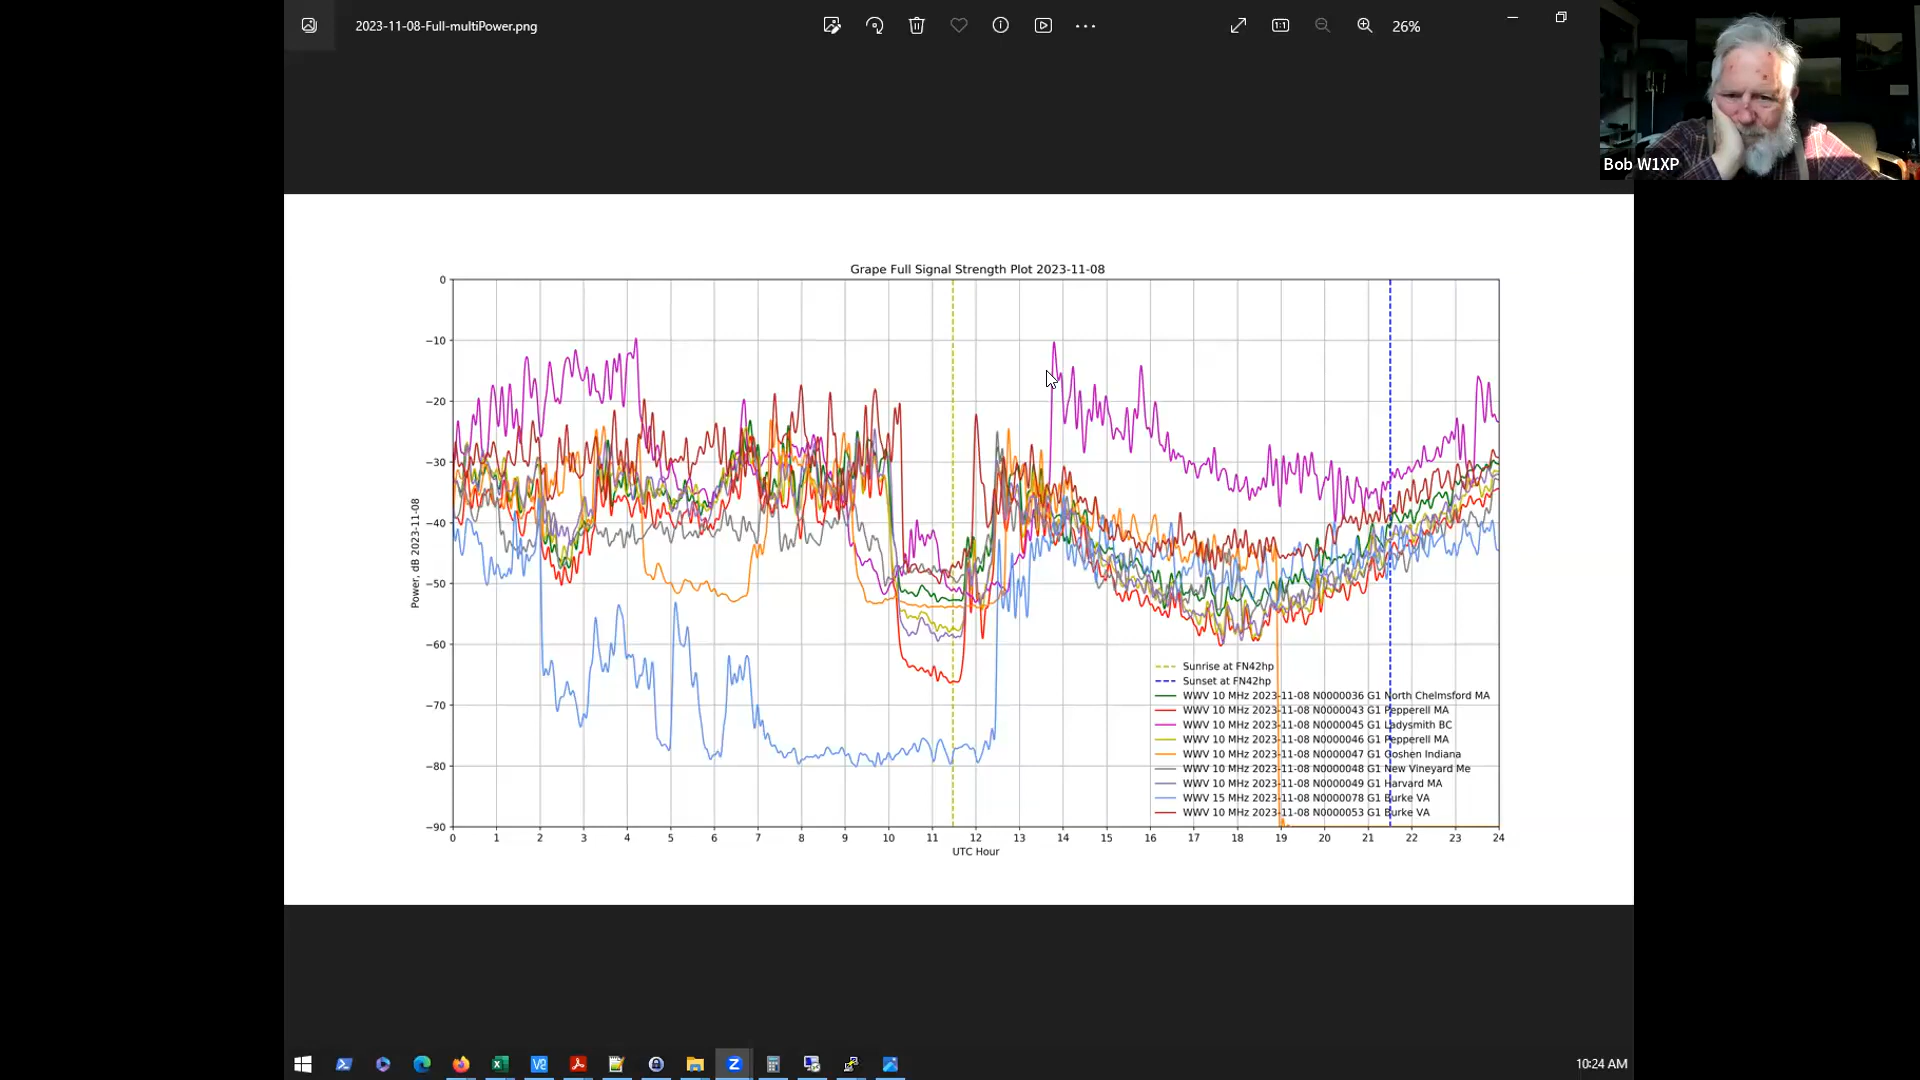 2023-11-08-Full-multiPower.png
26%
Bob W1XP
Grape Full Signal Strength Plot 2023-11-08
0
−10
−20
−30
−40
−50
−60
−70
−80
−90
Power, dB 2023-11-08
Sunrise at FN42hp
Sunset at FN42hp
WWV 10 MHz 2023-11-08 N0000036 G1 North Chelmsford MA
WWV 10 MHz 2023-11-08 N0000043 G1 Pepperell MA
WWV 10 MHz 2023-11-08 N0000045 G1 Ladysmith BC
WWV 10 MHz 2023-11-08 N0000046 G1 Pepperell MA
WWV 10 MHz 2023-11-08 N0000047 G1 Goshen Indiana
WWV 10 MHz 2023-11-08 N0000048 G1 New Vineyard Me
WWV 10 MHz 2023-11-08 N0000049 G1 Harvard MA
WWV 15 MHz 2023-11-08 N0000078 G1 Burke VA
WWV 10 MHz 2023-11-08 N0000053 G1 Burke VA
0 1 2 3 4 5 6 7 8 9 10 11 12 13 14 15 16 17 18 19 20 21 22 23 24
UTC Hour
10:24 AM